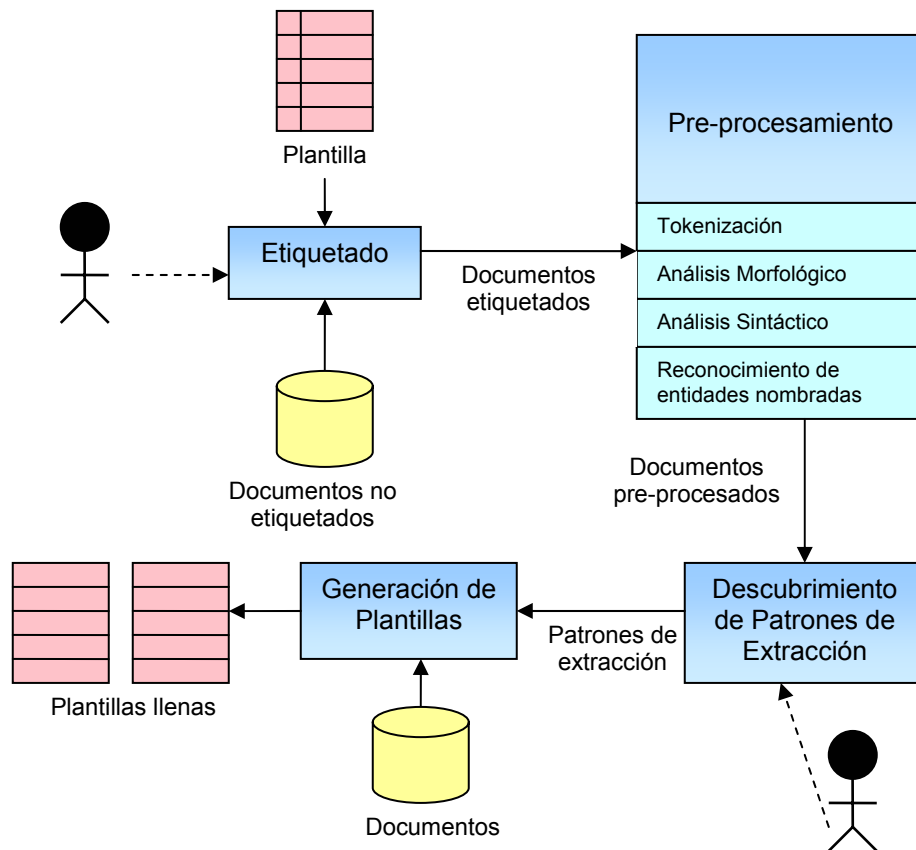 Plantilla
Pre-procesamiento
Etiquetado
Documentos
etiquetados
Tokenización
Análisis Morfológico
Análisis Sintáctico
Reconocimiento de
entidades nombradas
Documentos no
etiquetados
Documentos
pre-procesados
Descubrimiento
de Patrones de
Extracción
Patrones de
extracción
Generación de
Plantillas
Plantillas llenas
Documentos